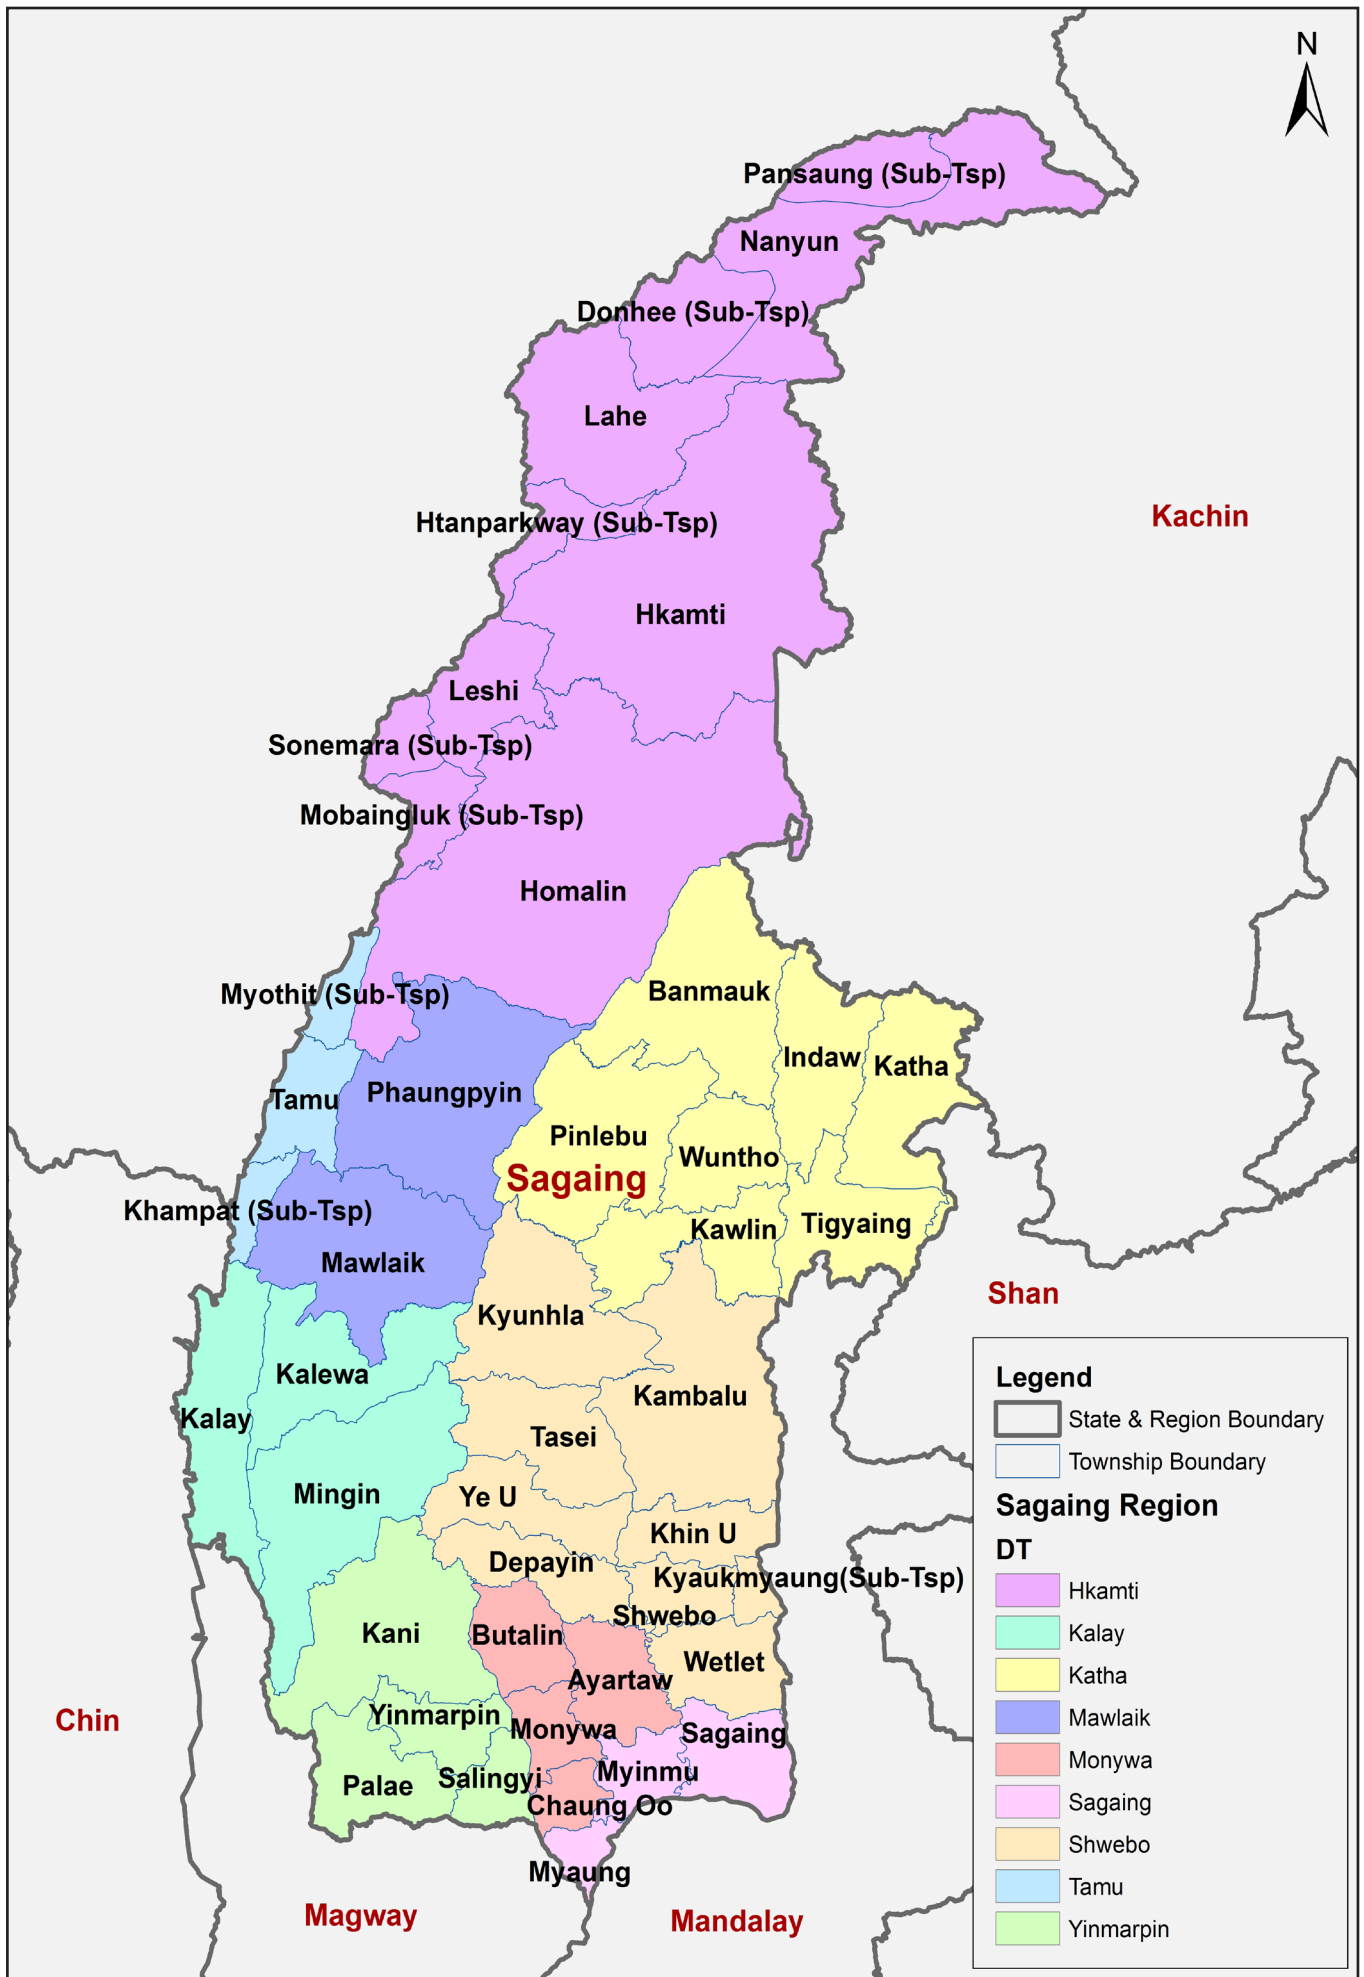 N
Pansaung (Sub-Tsp)
Nanyun
Donhee (Sub-Tsp)
Lahe
Kachin
Htanparkway (Sub-Tsp)
Hkamti
Leshi
Sonemara (Sub-Tsp)
Mobaingluk (Sub-Tsp)
Homalin
Banmauk
Myothit (Sub-Tsp)
Indaw
Katha
Phaungpyin
Tamu
Pinlebu
Wuntho
Sagaing
Khampat (Sub-Tsp)
Kawlin
Tigyaing
Mawlaik
Shan
Kyunhla
Kalewa
Kambalu
Kalay
Tasei
Mingin
Ye U
Khin U
Depayin
Kyaukmyaung(Sub-Tsp)
Shwebo
Kani
Butalin
Wetlet
Ayartaw
Yinmarpin
Chin
Monywa
Sagaing
Myinmu
Salingyi
Palae
Chaung Oo
Myaung
Magway
Mandalay
Legend
State & Region Boundary
Township Boundary
Sagaing Region
DT
Hkamti
Kalay
Katha
Mawlaik
Monywa
Sagaing
Shwebo
Tamu
Yinmarpin